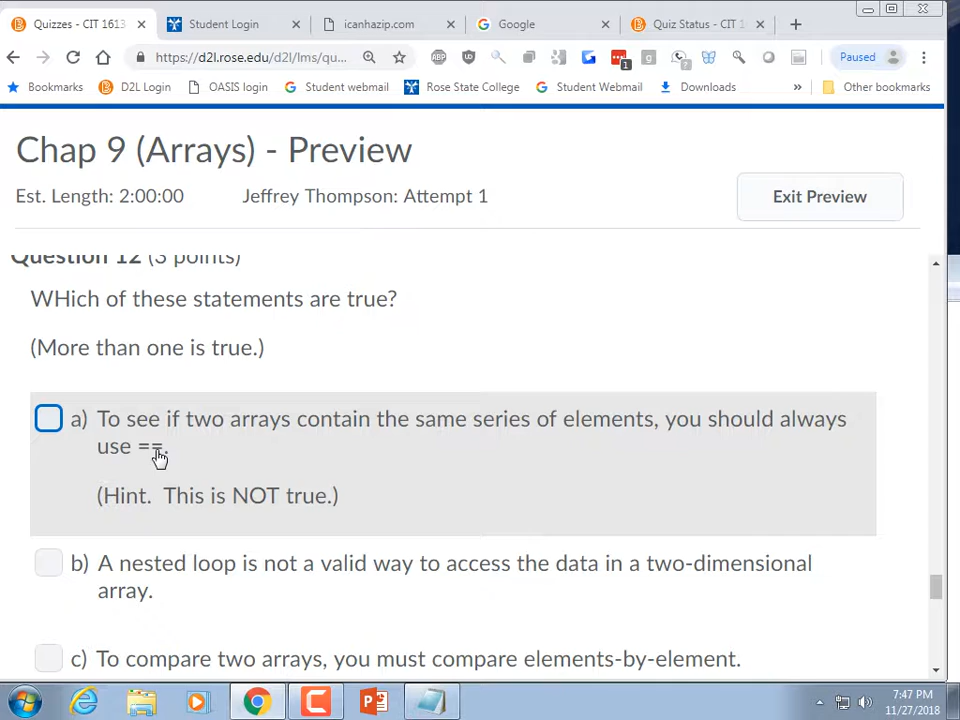 Quizzes - CIT 1613
Student Login
icanhazip.com
Google
Quiz Status - CIT 1
https://d2l.rose.edu/d2l/lms/qu...
Paused
Bookmarks
D2L Login
OASIS login
Student webmail
Rose State College
Student Webmail
Downloads
»
Other bookmarks
Chap 9 (Arrays) - Preview
Est. Length: 2:00:00
Jeffrey Thompson: Attempt 1
Exit Preview
Question 12 (3 points)
WHich of these statements are true?
(More than one is true.)
a) To see if two arrays contain the same series of elements, you should always
use ==.
(Hint. This is NOT true.)
b) A nested loop is not a valid way to access the data in a two-dimensional
array.
c) To compare two arrays, you must compare elements-by-element.
7:47 PM
11/27/2018